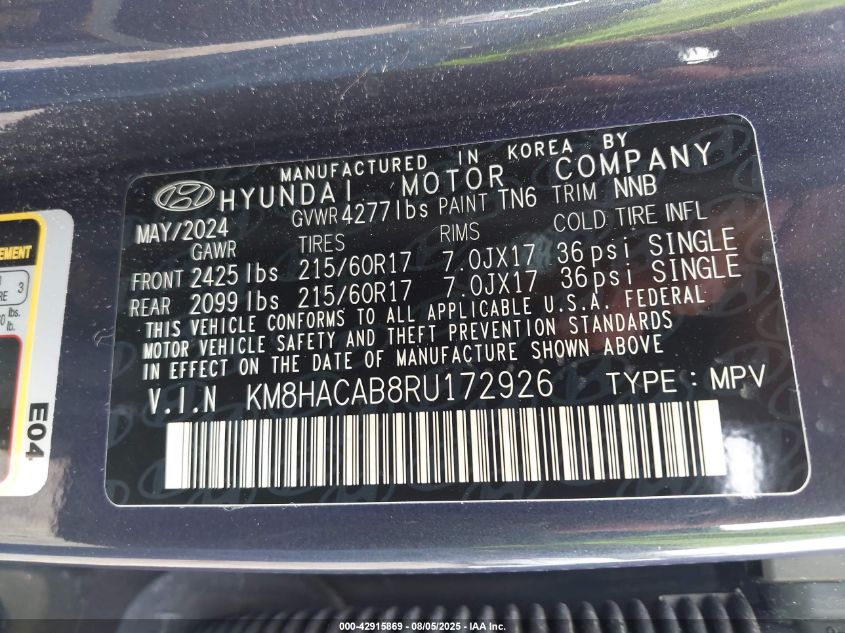 MANUFACTURED IN KOREA BY
HYUNDAI MOTOR COMPANY
MAY/2024 GVWR 4277 lbs PAINT TN6 TRIM NNB
GAWR TIRES RIMS COLD TIRE INFL
FRONT 2425 lbs 215/60R17 7.0JX17 36 psi SINGLE
REAR 2099 lbs 215/60R17 7.0JX17 36 psi SINGLE
THIS VEHICLE CONFORMS TO ALL APPLICABLE U.S.A. FEDERAL
MOTOR VEHICLE SAFETY AND THEFT PREVENTION STANDARDS
IN EFFECT ON THE DATE OF MANUFACTURE SHOWN ABOVE
V.I.N KM8HACAB8RU172926 TYPE : MPV
EMENT
3
lbs.
lb.
E04
000-42915869 - 08/05/2025 - IAA Inc.